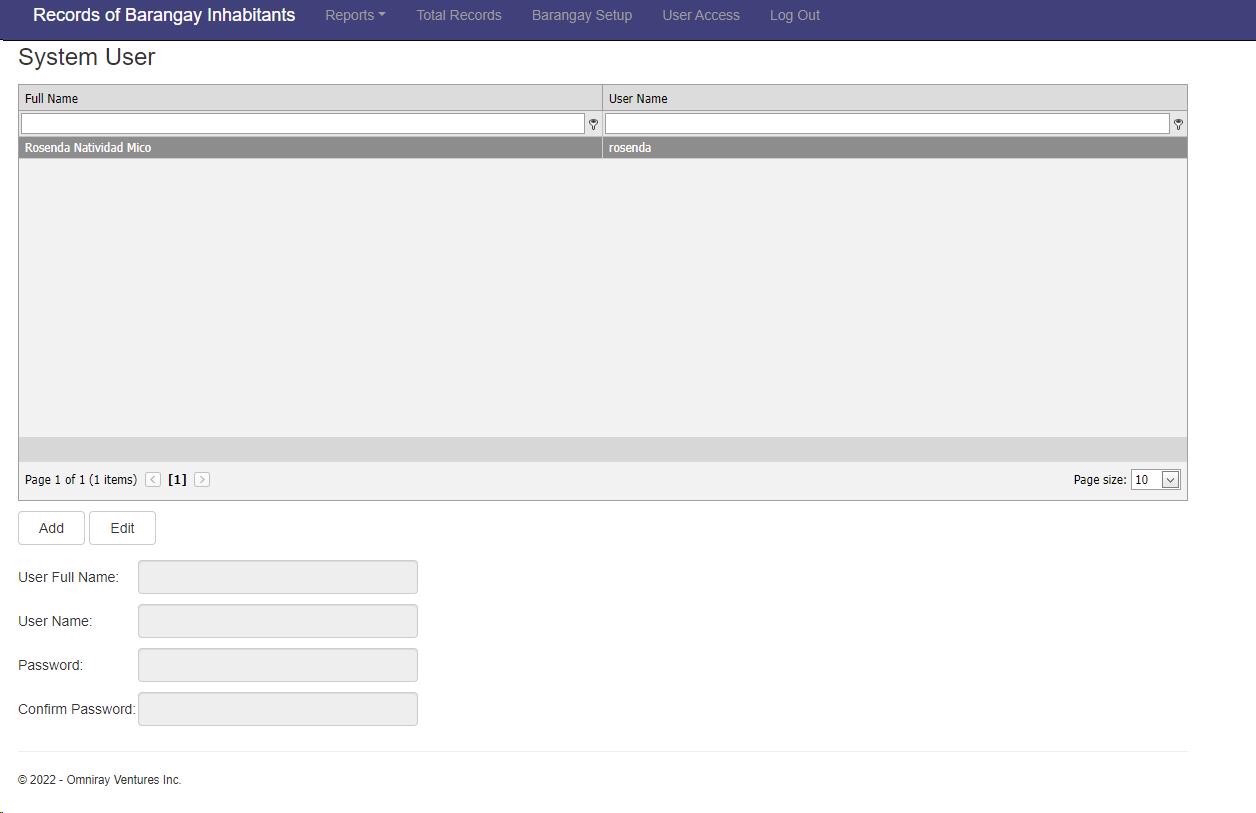 Records of Barangay Inhabitants Reports Total Records Barangay Setup User Access Log Out
System User
Full Name User Name
Rosenda Natividad Mico rosenda
Page 1 of 1 (1 items) < [1] > Page size: 10
Add Edit
User Full Name:
User Name:
Password:
Confirm Password:
© 2022 - Omniray Ventures Inc.